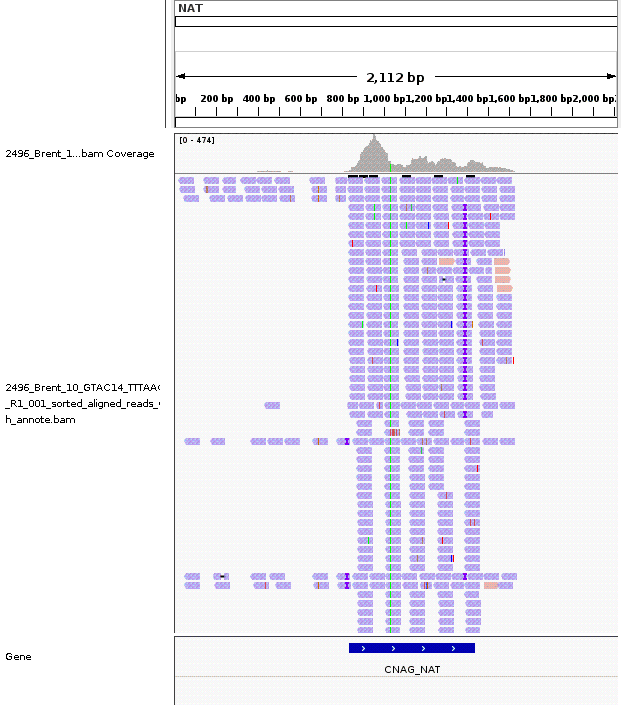 NAT
2,112 bp
bp 200 bp 400 bp 600 bp 800 bp 1,000 bp 1,200 bp 1,400 bp 1,600 bp 1,800 bp 2,000 bp
[0 - 474]
2496_Brent_1...bam Coverage
2496_Brent_10_GTAC14_TTTAAC
_R1_001_sorted_aligned_reads_
h_annote.bam
Gene
CNAG_NAT